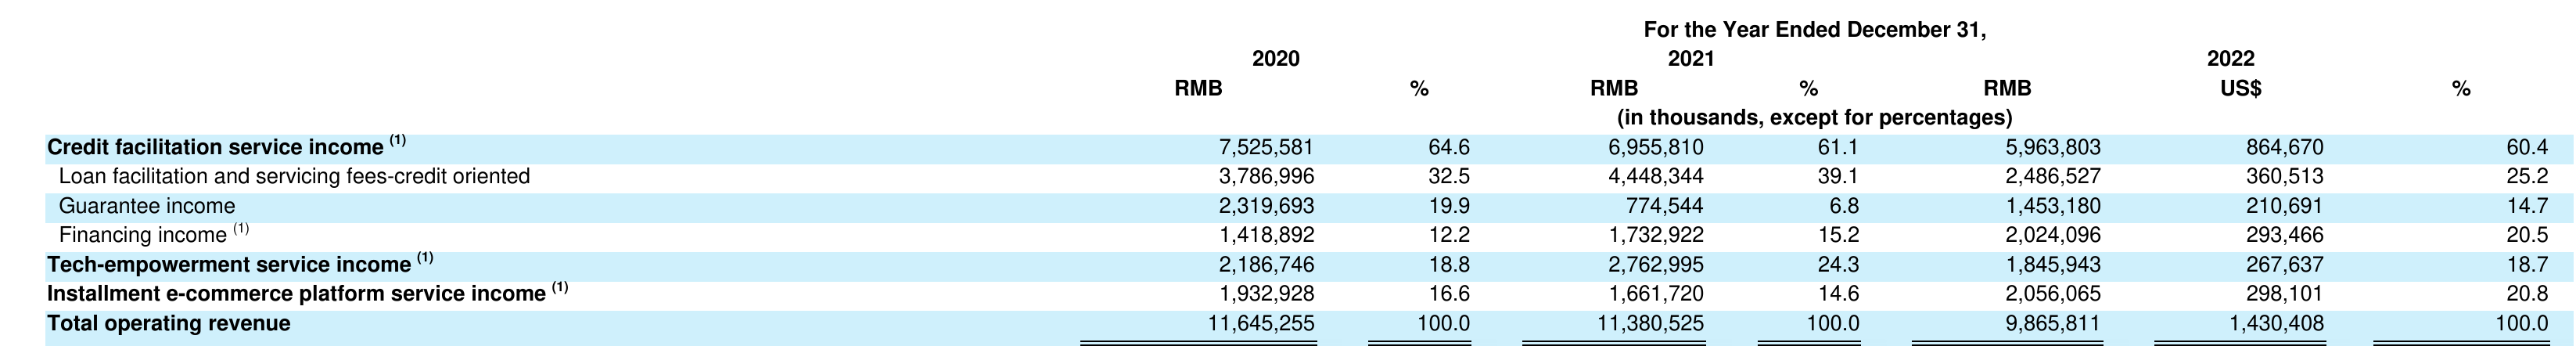 For the Year Ended December 31,
2020 2021 2022
RMB % RMB % RMB US$ %
(in thousands, except for percentages)
Credit facilitation service income (1) 7,525,581 64.6 6,955,810 61.1 5,963,803 864,670 60.4
Loan facilitation and servicing fees-credit oriented 3,786,996 32.5 4,448,344 39.1 2,486,527 360,513 25.2
Guarantee income 2,319,693 19.9 774,544 6.8 1,453,180 210,691 14.7
Financing income (1) 1,418,892 12.2 1,732,922 15.2 2,024,096 293,466 20.5
Tech-empowerment service income (1) 2,186,746 18.8 2,762,995 24.3 1,845,943 267,637 18.7
Installment e-commerce platform service income (1) 1,932,928 16.6 1,661,720 14.6 2,056,065 298,101 20.8
Total operating revenue 11,645,255 100.0 11,380,525 100.0 9,865,811 1,430,408 100.0